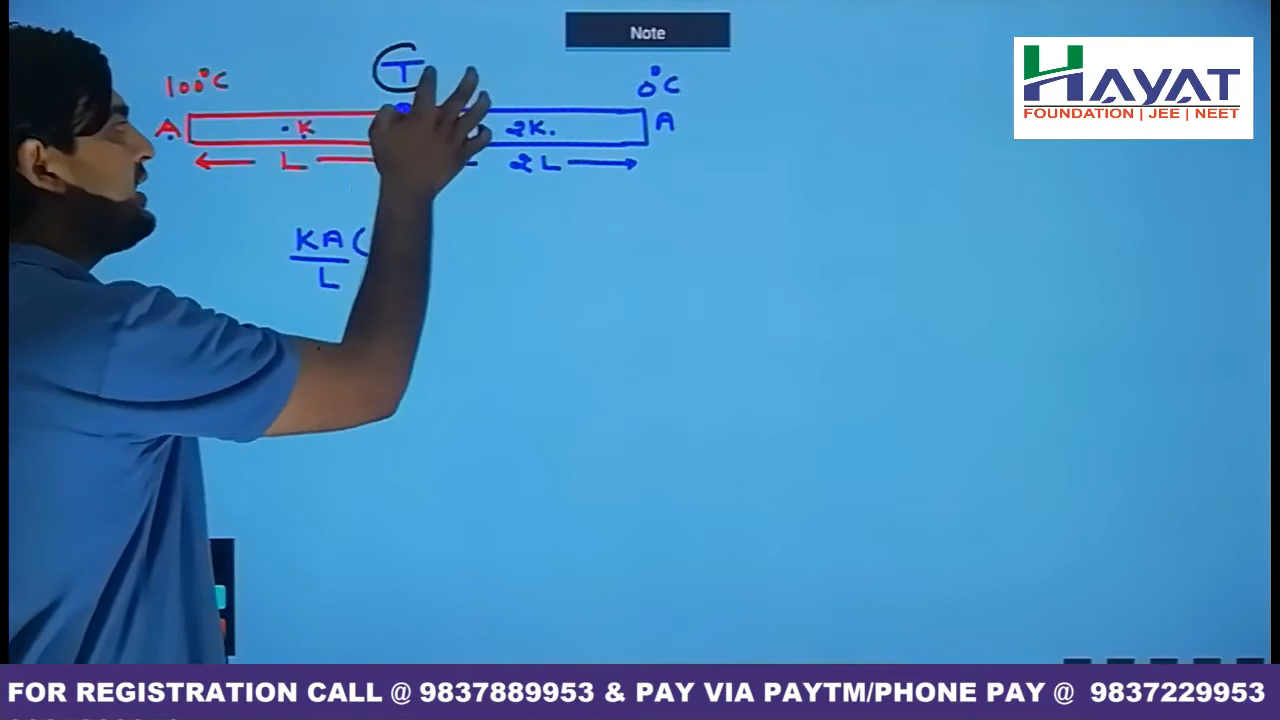 Note
T
100°C
0°C
A
K
2K.
A
L
2L
KA(
L
HAYAT
FOUNDATION | JEE | NEET
FOR REGISTRATION CALL @ 9837889953 & PAY VIA PAYTM/PHONE PAY @ 9837229953